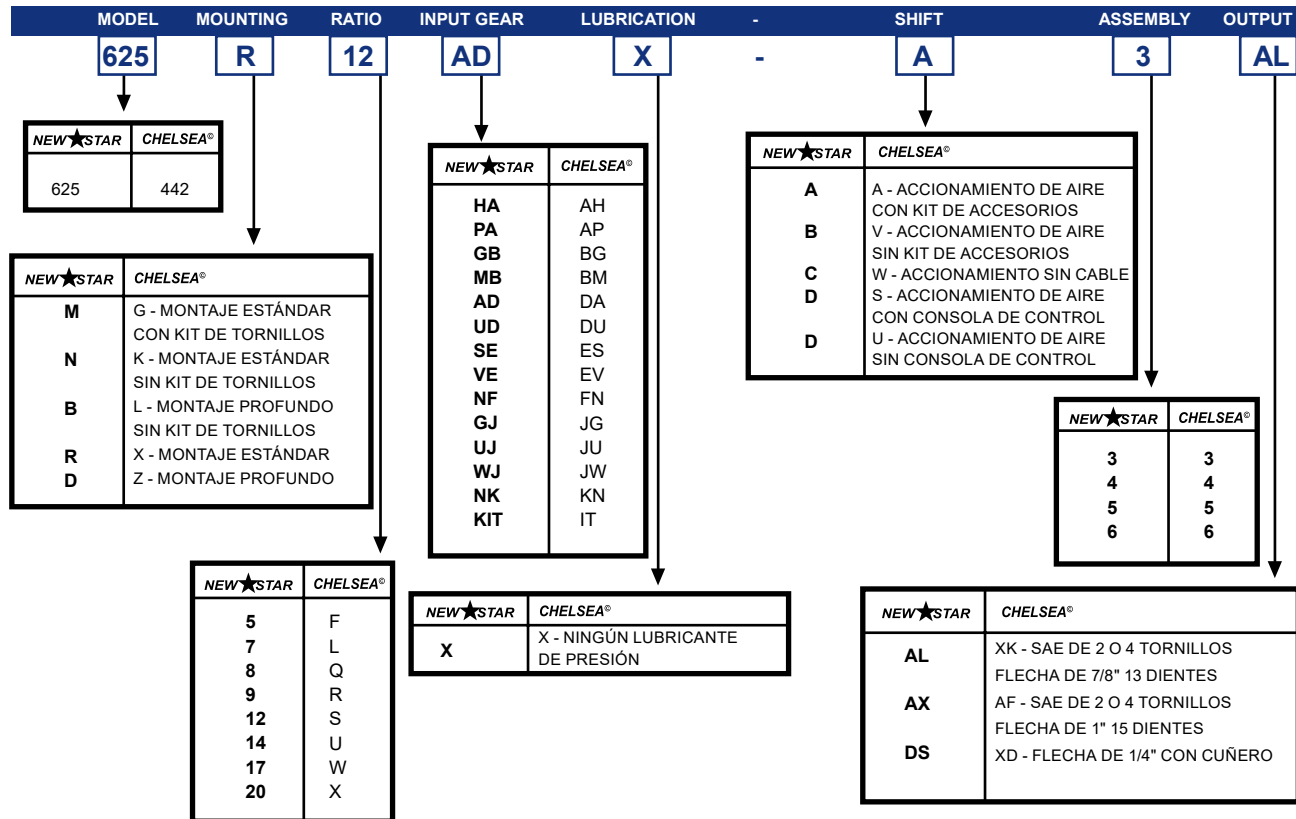 MODEL MOUNTING RATIO INPUT GEAR LUBRICATION - SHIFT ASSEMBLY OUTPUT
625 R 12 AD X - A 3 AL
NEW STAR CHELSEA©
625 442
NEW STAR CHELSEA©
M G - MONTAJE ESTÁNDAR
CON KIT DE TORNILLOS
N K - MONTAJE ESTÁNDAR
SIN KIT DE TORNILLOS
B L - MONTAJE PROFUNDO
SIN KIT DE TORNILLOS
R X - MONTAJE ESTÁNDAR
D Z - MONTAJE PROFUNDO
NEW STAR CHELSEA©
5 F
7 L
8 Q
9 R
12 S
14 U
17 W
20 X
NEW STAR CHELSEA©
HA AH
PA AP
GB BG
MB BM
AD DA
UD DU
SE ES
VE EV
NF FN
GJ JG
UJ JU
WJ JW
NK KN
KIT IT
NEW STAR CHELSEA©
X X - NINGÚN LUBRICANTE
DE PRESIÓN
NEW STAR CHELSEA©
A A - ACCIONAMIENTO DE AIRE
CON KIT DE ACCESORIOS
B V - ACCIONAMIENTO DE AIRE
SIN KIT DE ACCESORIOS
C W - ACCIONAMIENTO SIN CABLE
D S - ACCIONAMIENTO DE AIRE
CON CONSOLA DE CONTROL
D U - ACCIONAMIENTO DE AIRE
SIN CONSOLA DE CONTROL
NEW STAR CHELSEA©
3 3
4 4
5 5
6 6
NEW STAR CHELSEA©
AL XK - SAE DE 2 O 4 TORNILLOS
FLECHA DE 7/8" 13 DIENTES
AX AF - SAE DE 2 O 4 TORNILLOS
FLECHA DE 1" 15 DIENTES
DS XD - FLECHA DE 1/4" CON CUÑERO